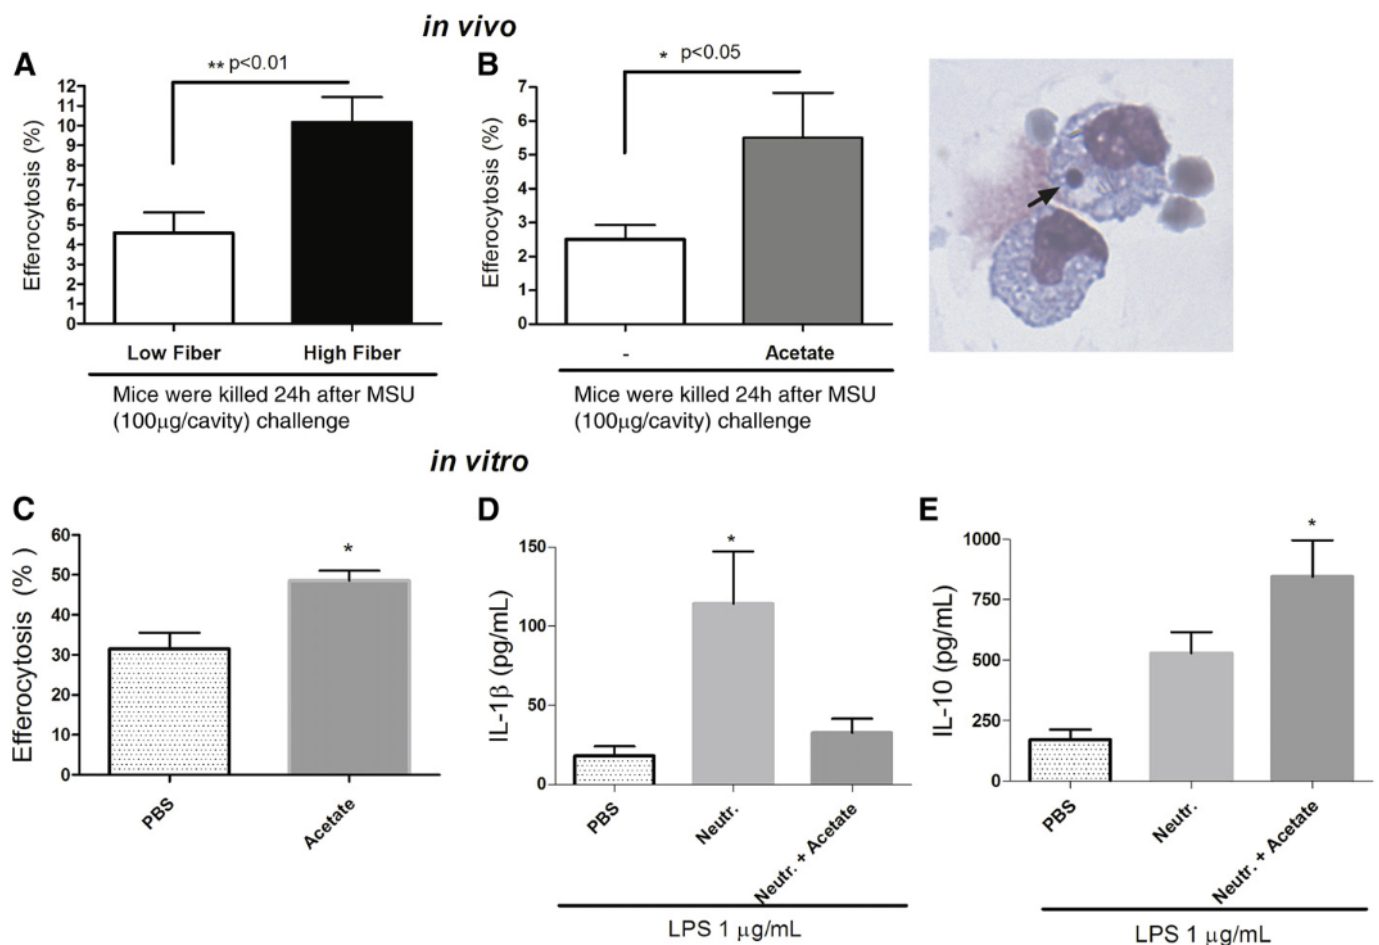 in vivo
A
** p<0.01
Efferocytosis (%)
12
11
10
9
8
7
6
5
4
3
2
1
0
Low Fiber High Fiber
Mice were killed 24h after MSU
(100μg/cavity) challenge
B
* p<0.05
Efferocytosis (%)
7
6
5
4
3
2
1
0
- Acetate
Mice were killed 24h after MSU
(100μg/cavity) challenge
in vitro
C
*
Efferocytosis (% )
60
50
40
30
20
10
0
PBS Acetate
D
*
IL-1β (pg/mL)
150
100
50
0
PBS Neutr. Neutr. + Acetate
LPS 1 μg/mL
E
*
IL-10 (pg/mL)
1000
750
500
250
0
PBS Neutr. Neutr. + Acetate
LPS 1 μg/mL